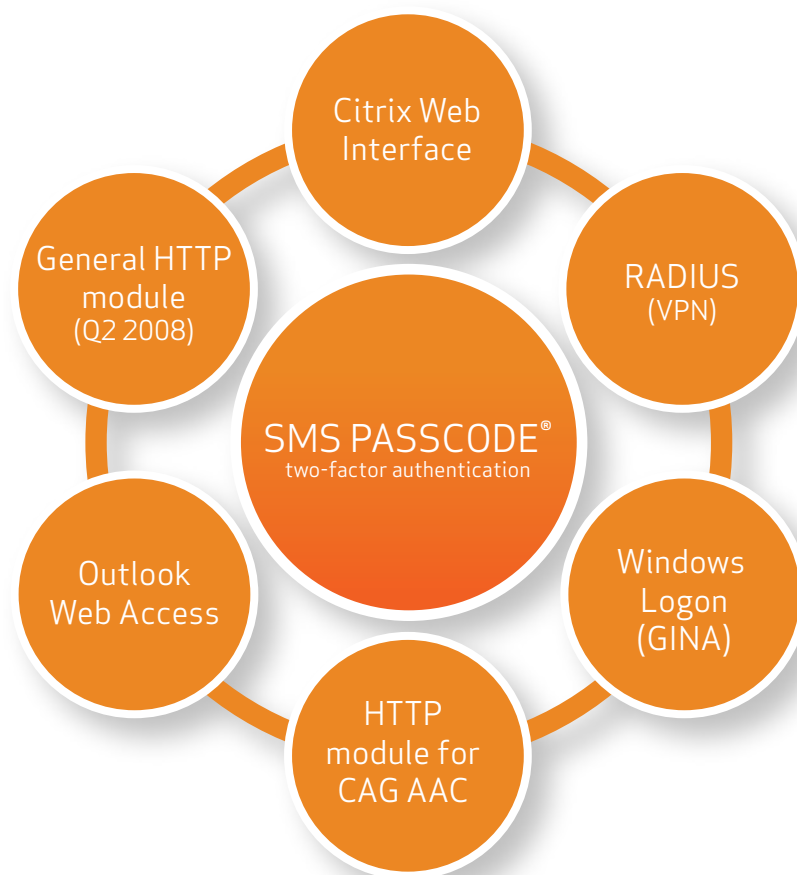 Citrix Web
Interface
General HTTP
module
(Q2 2008)
RADIUS
(VPN)
SMS PASSCODE®
two-factor authentication
Outlook
Web Access
Windows
Logon
(GINA)
HTTP
module for
CAG AAC